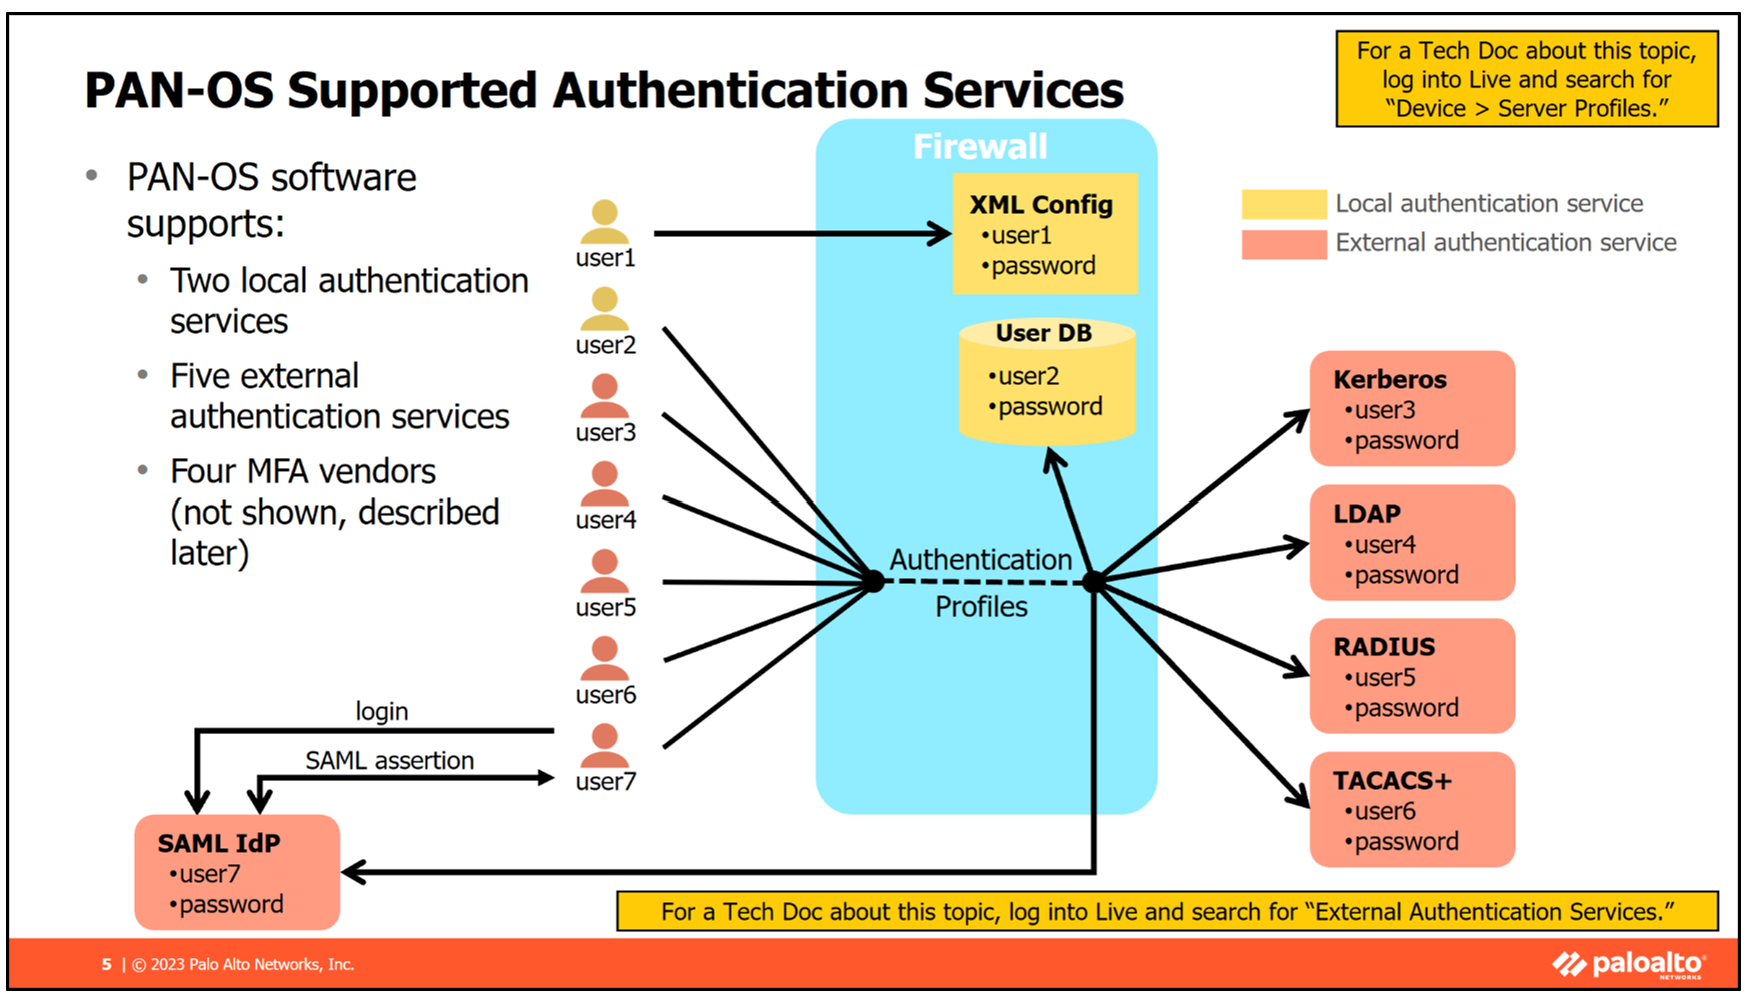 PAN-OS Supported Authentication Services
For a Tech Doc about this topic,
log into Live and search for
“Device > Server Profiles.”
• PAN-OS software
supports:
• Two local authentication
services
• Five external
authentication services
• Four MFA vendors
(not shown, described
later)
user1
user2
user3
user4
user5
user6
user7
login
SAML assertion
SAML IdP
•user7
•password
Firewall
XML Config
•user1
•password
User DB
•user2
•password
Authentication
Profiles
Local authentication service
External authentication service
Kerberos
•user3
•password
LDAP
•user4
•password
RADIUS
•user5
•password
TACACS+
•user6
•password
For a Tech Doc about this topic, log into Live and search for “External Authentication Services.”
5 | © 2023 Palo Alto Networks, Inc.
paloalto®
NETWORKS